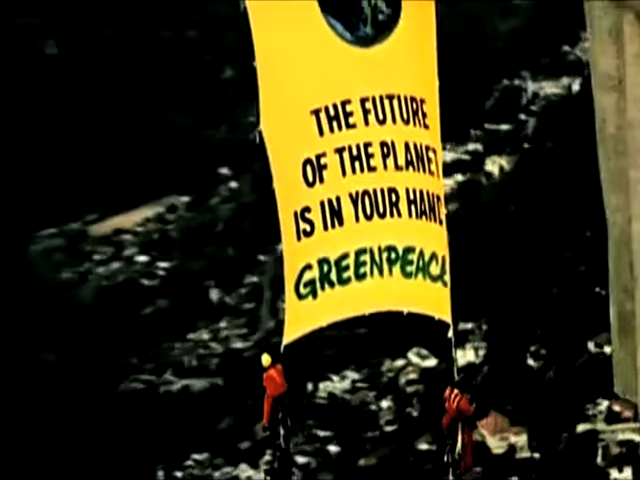 THE FUTURE
OF THE PLANET
IS IN YOUR HAND
GREENPEACE